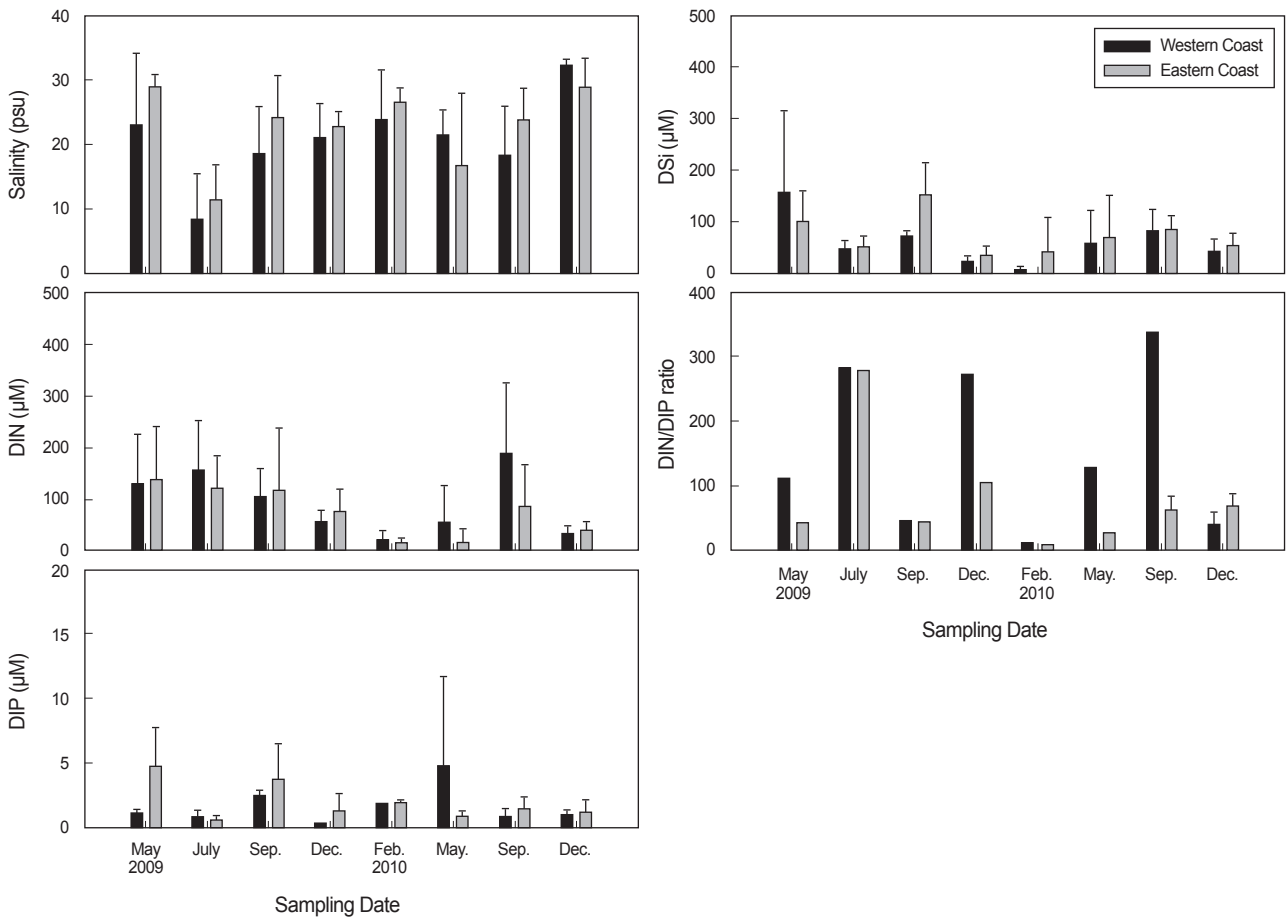 40
30
20
10
0
Salinity (psu)
500
400
300
200
100
0
DIN (µM)
20
15
10
5
0
DIP (µM)
May July Sep. Dec. Feb. May. Sep. Dec.
2009 2010
Sampling Date
500
400
300
200
100
0
DSi (µM)
Western Coast
Eastern Coast
400
300
200
100
0
DIN/DIP ratio
May July Sep. Dec. Feb. May. Sep. Dec.
2009 2010
Sampling Date